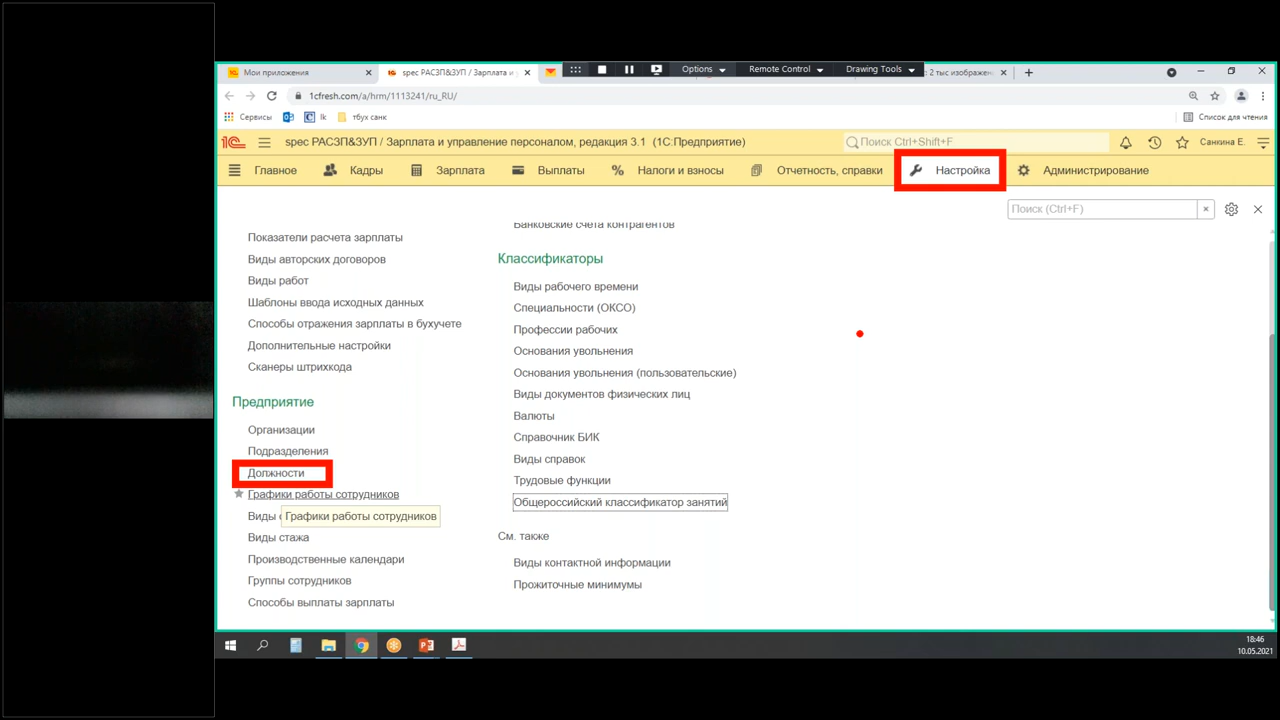 Мои приложения
spec РАСЗП&ЗУП / Зарплата и
Options
Remote Control
Drawing Tools
: 2 тыс изображен
1cfresh.com/a/hrm/1113241/ru_RU/
Сервисы
lk
тбух санк
Список для чтения
spec РАСЗП&ЗУП / Зарплата и управление персоналом, редакция 3.1 (1С:Предприятие)
Поиск Ctrl+Shift+F
Санкина Е.
Главное
Кадры
Зарплата
Выплаты
Налоги и взносы
Отчетность, справки
Настройка
Администрирование
Поиск (Ctrl+F)
Показатели расчета зарплаты
Виды авторских договоров
Виды работ
Шаблоны ввода исходных данных
Способы отражения зарплаты в бухучете
Дополнительные настройки
Сканеры штрихкода
Предприятие
Организации
Подразделения
Должности
Графики работы сотрудников
Виды
Графики работы сотрудников
Виды стажа
Производственные календари
Группы сотрудников
Способы выплаты зарплаты
Банковские счета контрагентов
Классификаторы
Виды рабочего времени
Специальности (ОКСО)
Профессии рабочих
Основания увольнения
Основания увольнения (пользовательские)
Виды документов физических лиц
Валюты
Справочник БИК
Виды справок
Трудовые функции
Общероссийский классификатор занятий
См. также
Виды контактной информации
Прожиточные минимумы
18:46
10.05.2021